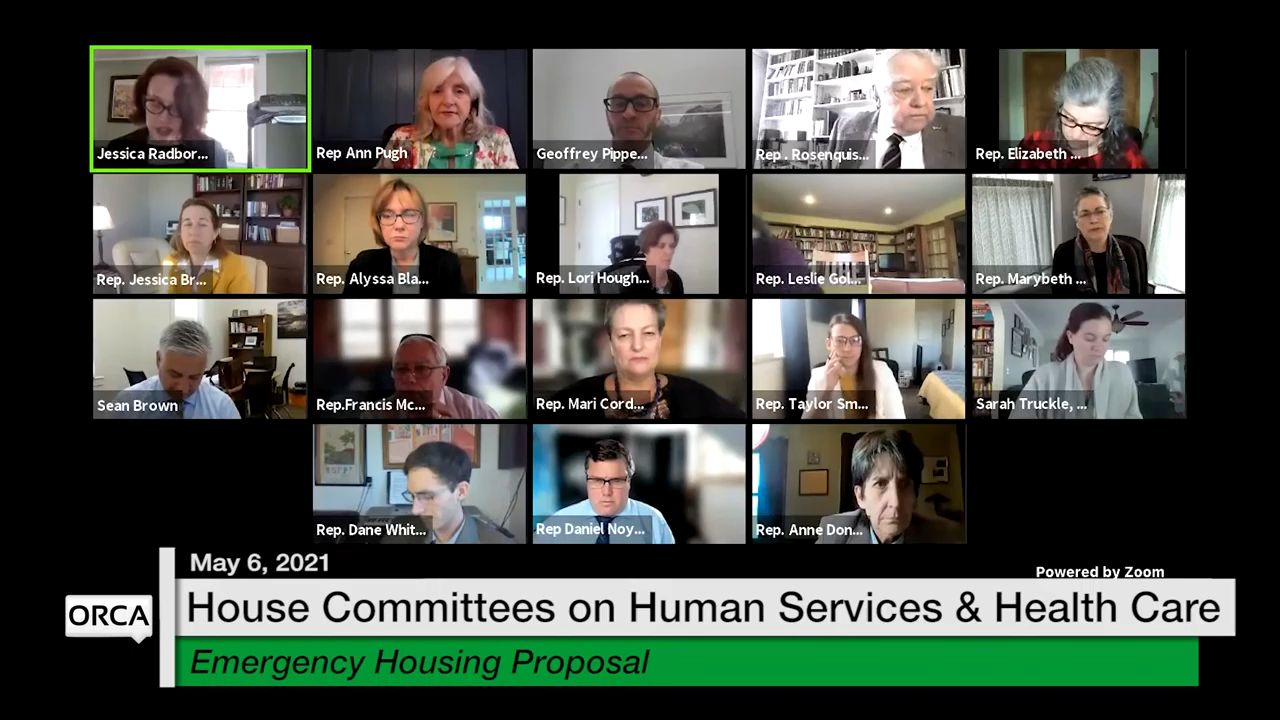 Jessica Radbor...
Rep Ann Pugh
Geoffrey Pippe...
Rep . Rosenquis...
Rep. Elizabeth ...
Rep. Jessica Br...
Rep. Alyssa Bla...
Rep. Lori Hough...
Rep. Leslie Gol...
Rep. Marybeth ...
Sean Brown
Rep.Francis Mc...
Rep. Mari Cord...
Rep. Taylor Sm...
Sarah Truckle, ...
Rep. Dane Whit...
Rep Daniel Noy...
Rep. Anne Don...
May 6, 2021
Powered by Zoom
ORCA
House Committees on Human Services & Health Care
Emergency Housing Proposal